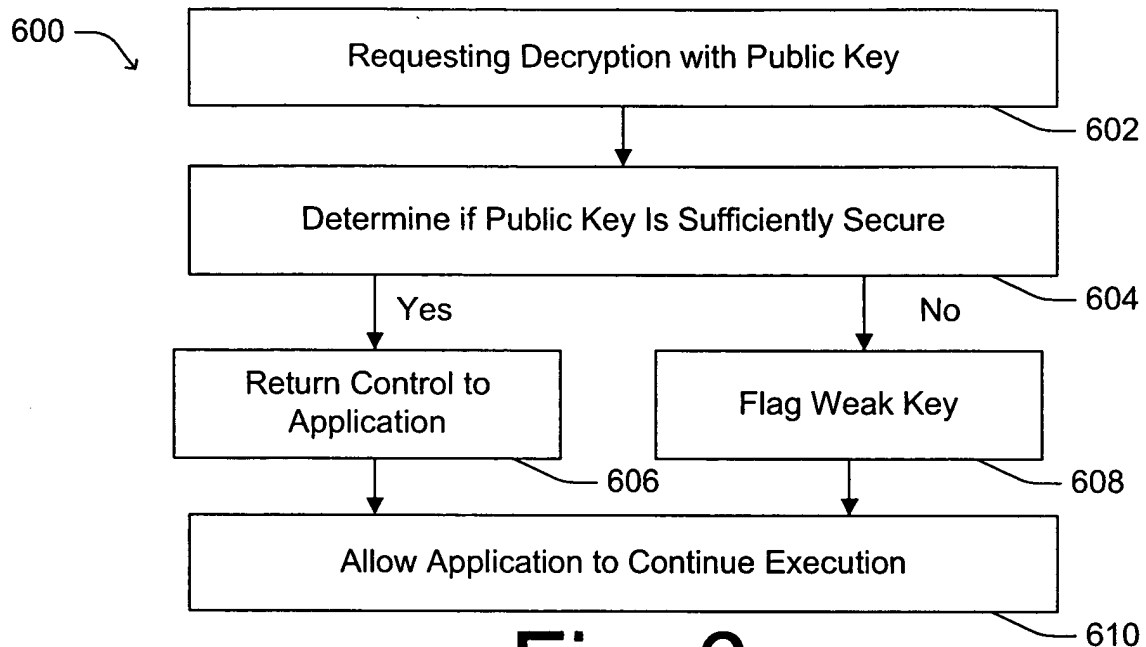 600
Requesting Decryption with Public Key
602
Determine if Public Key Is Sufficiently Secure
604
Yes
No
Return Control to
Application
606
Flag Weak Key
608
Allow Application to Continue Execution
610